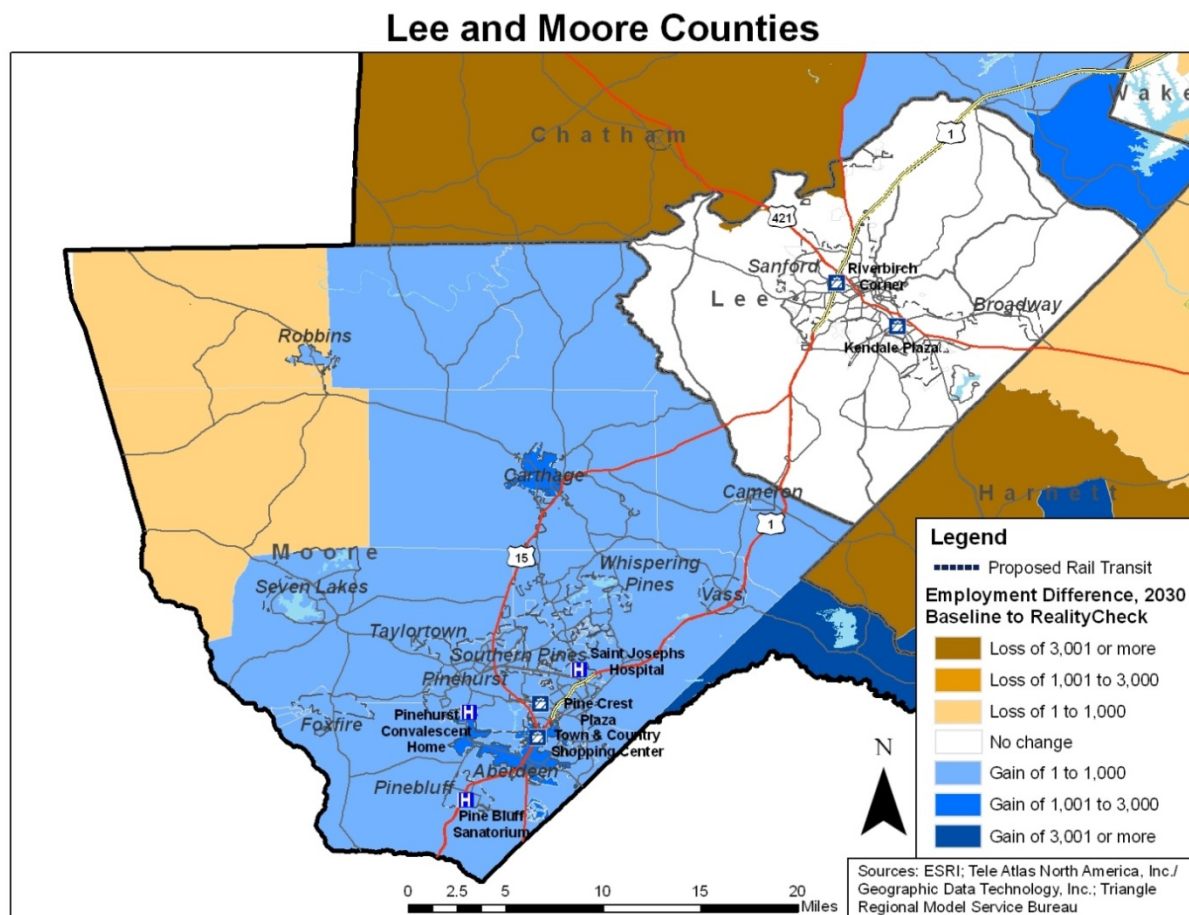 Lee and Moore Counties
Wake
Chatham
1
421
Sanford
Riverbirch
Corner
Lee
Broadway
Kendale Plaza
Robbins
Carthage
Cameron
Harnett
1
15
Moore
Seven Lakes
Whispering
Pines
Vass
Taylortown
Southern Pines
Saint Josephs
Hospital
H
Pinehurst
Pine Crest
Plaza
H
Pinehurst
Convalescent
Home
Foxfire
Town & Country
Shopping Center
Aberdeen
Pinebluff
H
Pine Bluff
Sanatorium
N
Legend
Proposed Rail Transit
Employment Difference, 2030
Baseline to RealityCheck
Loss of 3,001 or more
Loss of 1,001 to 3,000
Loss of 1 to 1,000
No change
Gain of 1 to 1,000
Gain of 1,001 to 3,000
Gain of 3,001 or more
Sources: ESRI; Tele Atlas North America, Inc./
Geographic Data Technology, Inc.; Triangle
Regional Model Service Bureau
0 2.5 5 10 15 20
Miles